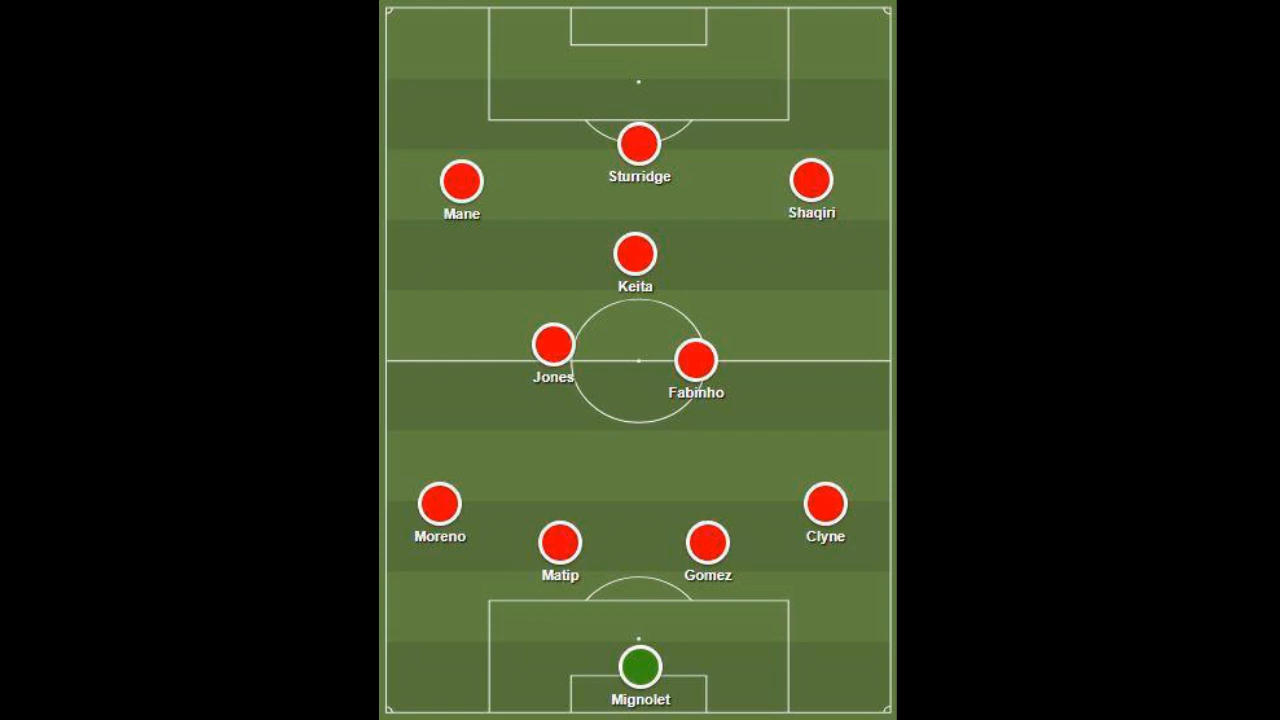 Sturridge
Mane
Shaqiri
Keita
Jones
Fabinho
Moreno
Clyne
Matip
Gomez
Mignolet